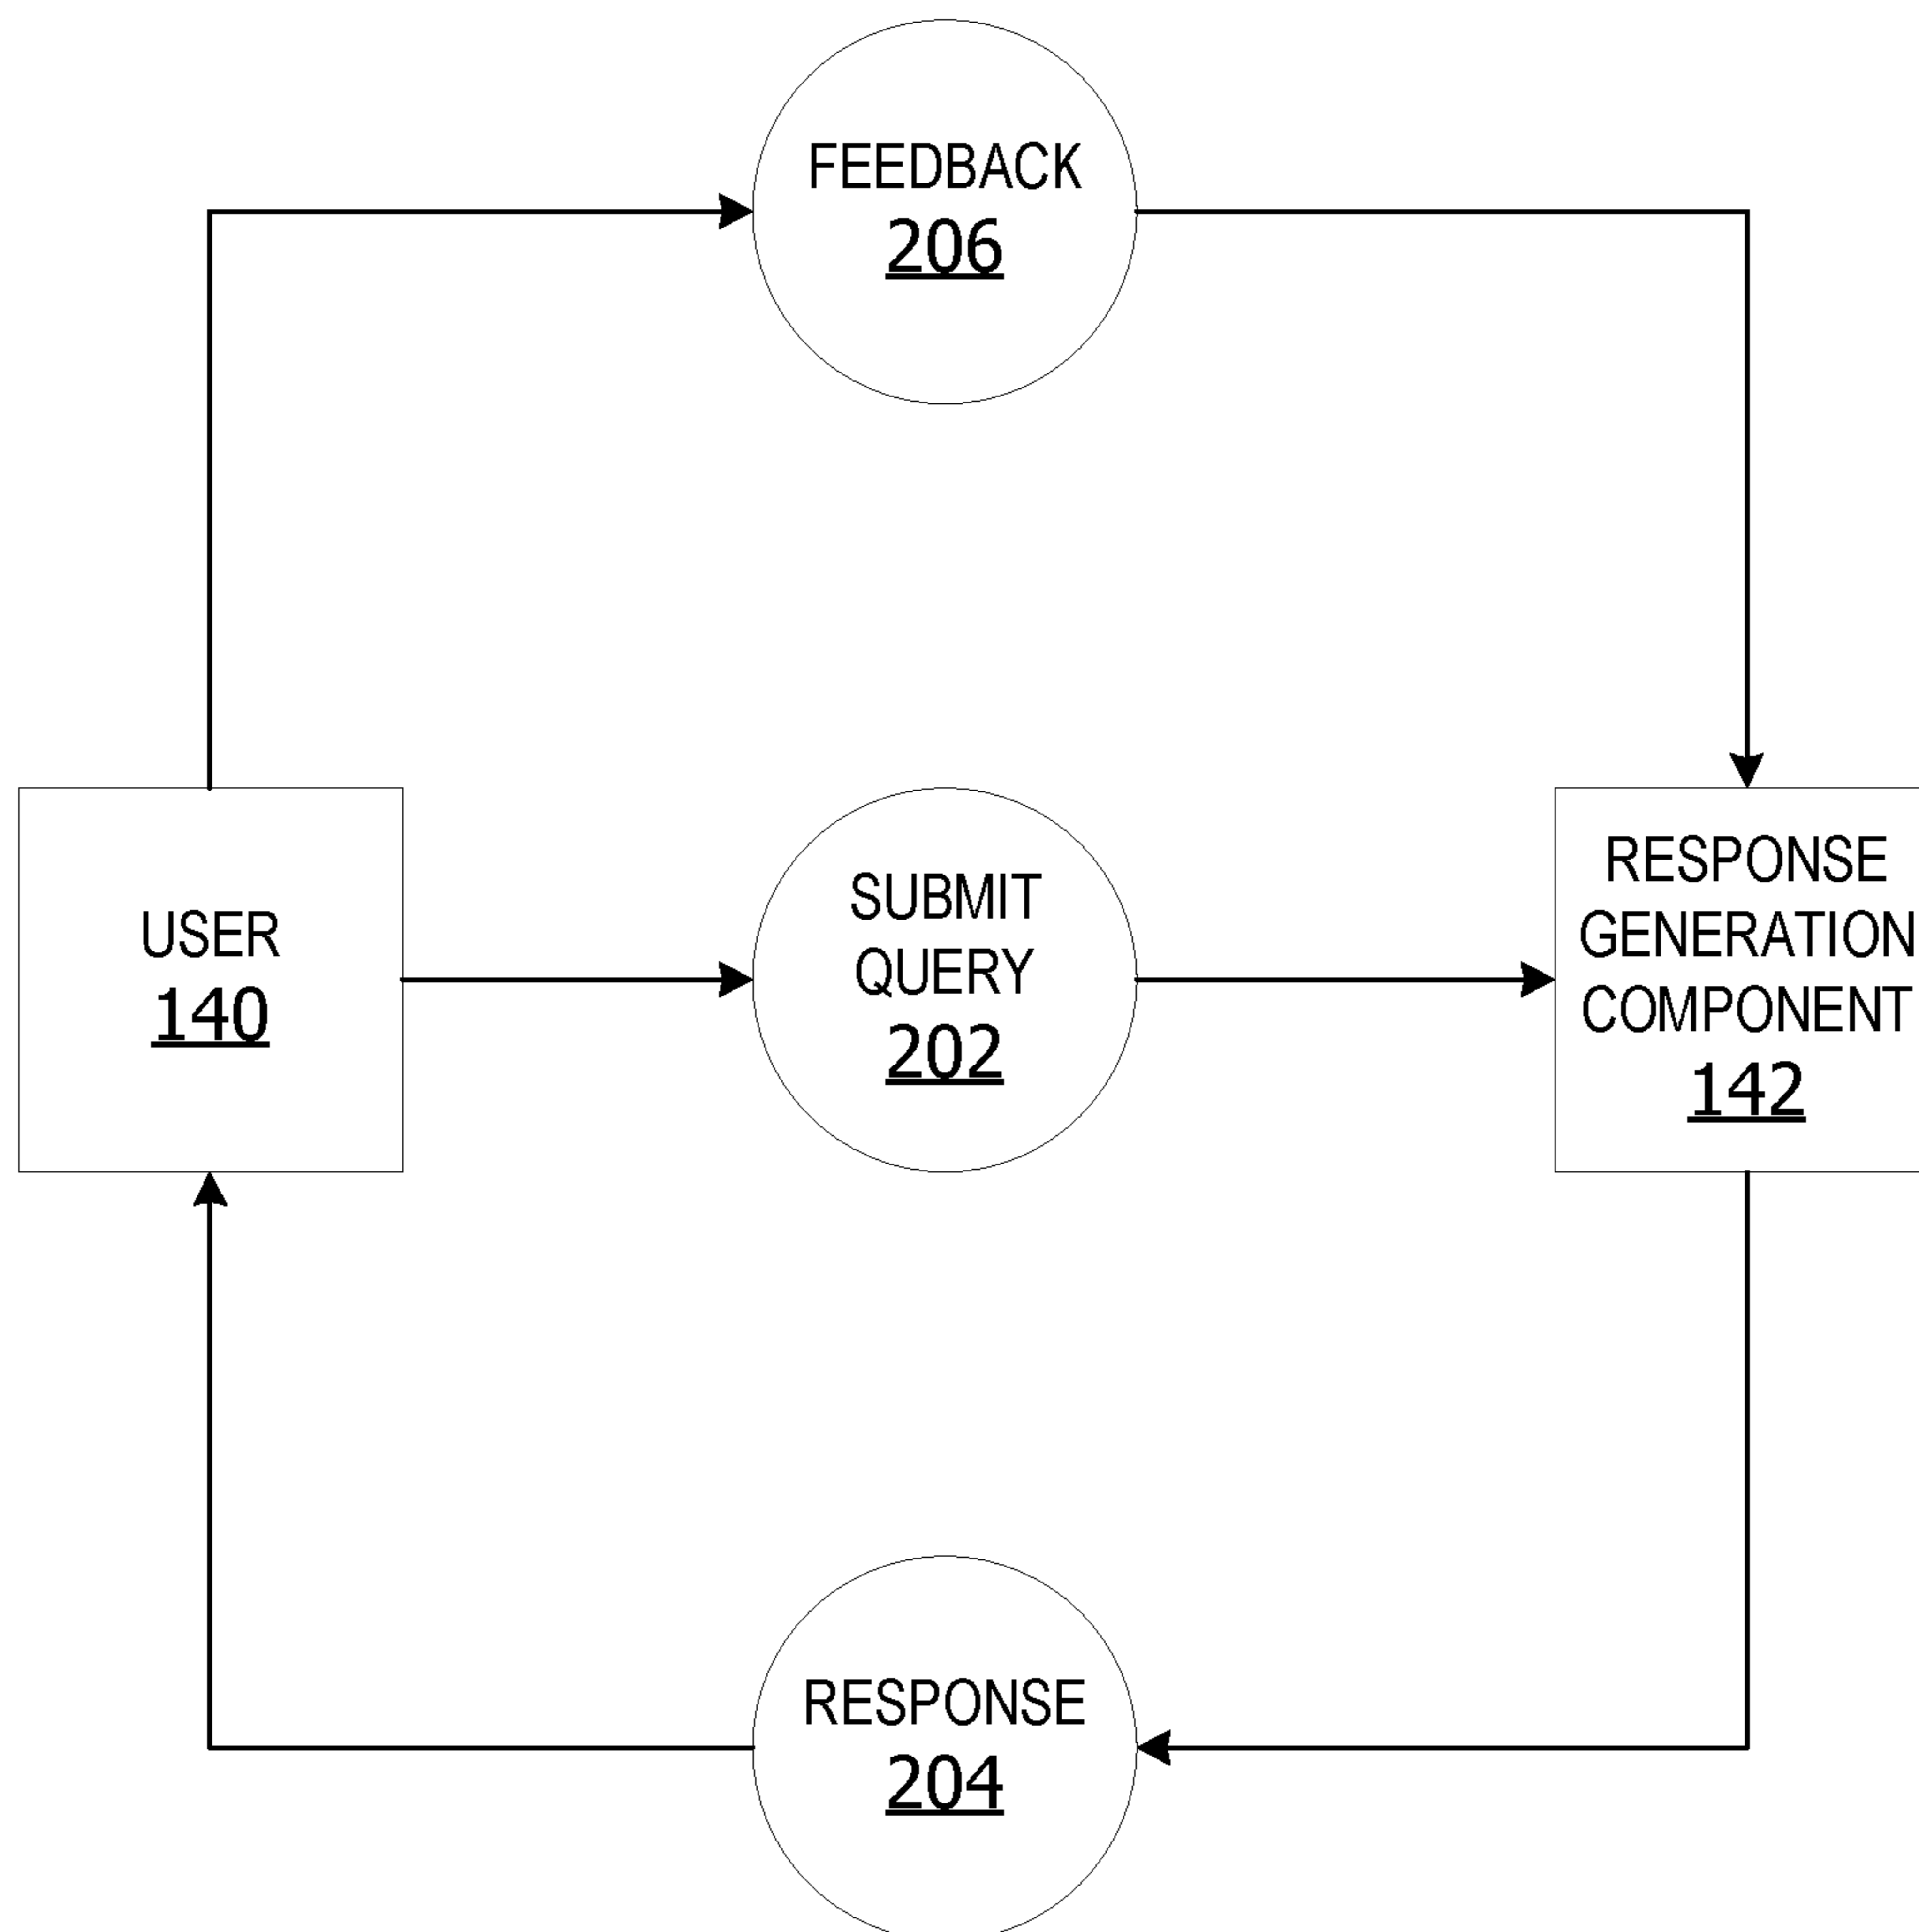 FEEDBACK
206
USER
140
SUBMIT
QUERY
202
RESPONSE
GENERATION
COMPONENT
142
RESPONSE
204